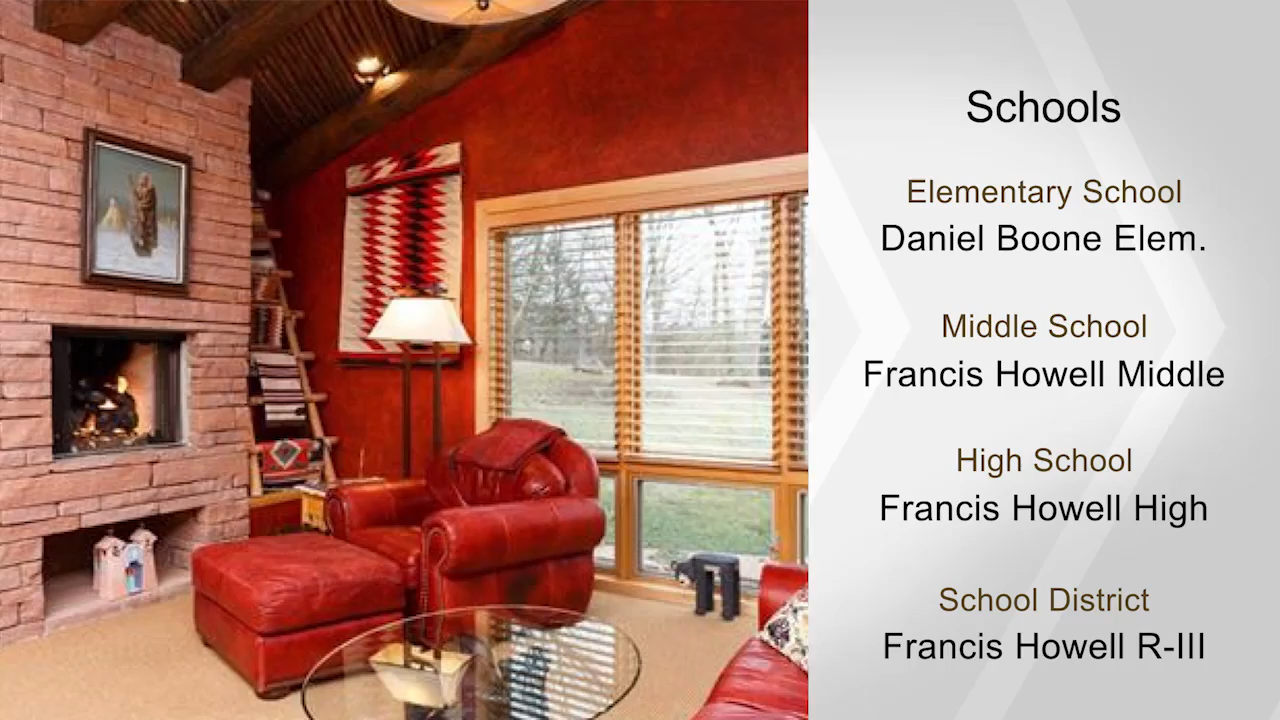 Schools
Elementary School
Daniel Boone Elem.
Middle School
Francis Howell Middle
High School
Francis Howell High
School District
Francis Howell R-III